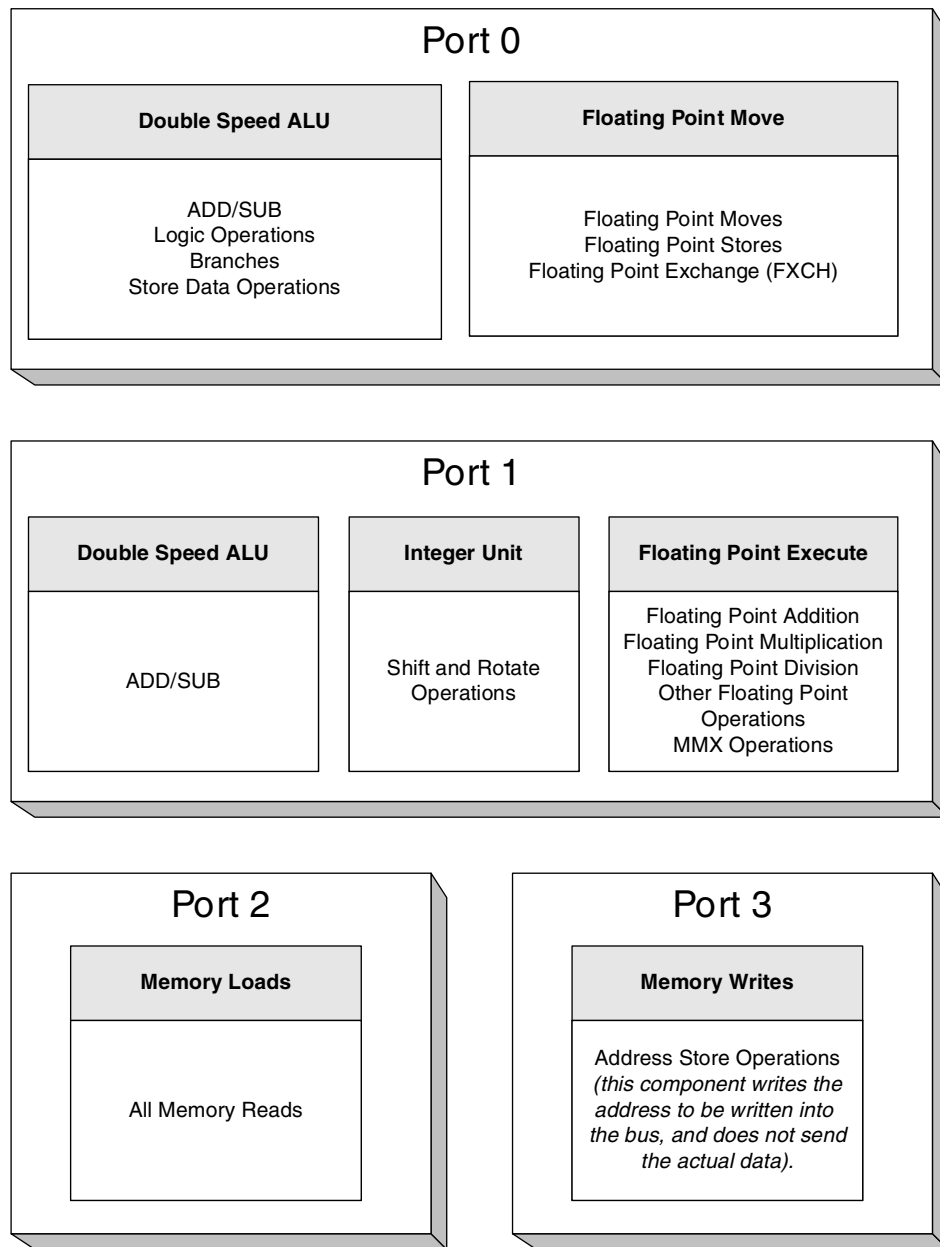 Port 0
Double Speed ALU
ADD/SUB
Logic Operations
Branches
Store Data Operations
Floating Point Move
Floating Point Moves
Floating Point Stores
Floating Point Exchange (FXCH)
Port 1
Double Speed ALU
ADD/SUB
Integer Unit
Shift and Rotate
Operations
Floating Point Execute
Floating Point Addition
Floating Point Multiplication
Floating Point Division
Other Floating Point
Operations
MMX Operations
Port 2
Memory Loads
All Memory Reads
Port 3
Memory Writes
Address Store Operations
(this component writes the
address to be written into
the bus, and does not send
the actual data).